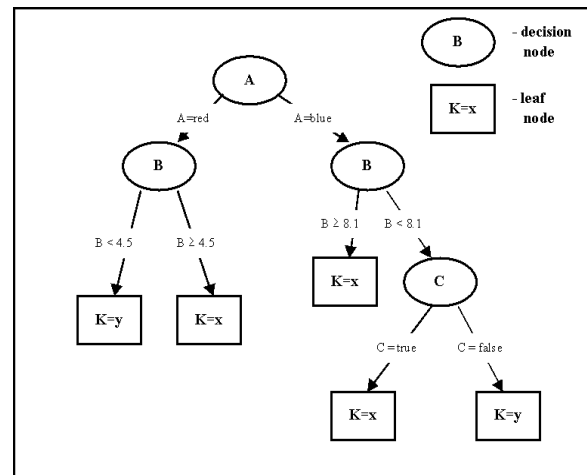 B
- decision
node
A
K=x
- leaf
node
A=red
A=blue
B
B
B < 4.5
B ≥ 4.5
B ≥ 8.1
B < 8.1
K=x
C
K=y
K=x
C = true
C = false
K=x
K=y